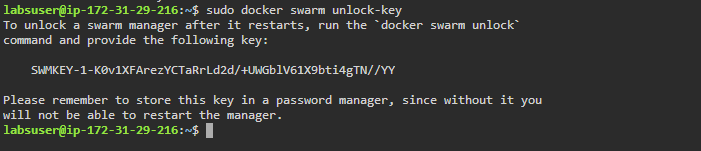 labsuser@ip-172-31-29-216:~$ sudo docker swarm unlock-key
To unlock a swarm manager after it restarts, run the `docker swarm unlock`
command and provide the following key:
SWMKEY-1-K0v1XFArezYCTaRrLd2d/+UWGblV61X9bti4gTN//YY
Please remember to store this key in a password manager, since without it you
will not be able to restart the manager.
labsuser@ip-172-31-29-216:~$